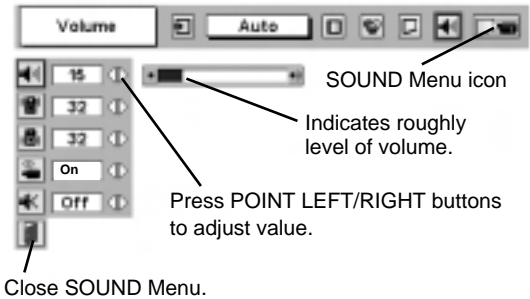 Volume
Auto
15
SOUND Menu icon
32
Indicates roughly
level of volume.
32
On
Off
Press POINT LEFT/RIGHT buttons
to adjust value.
Close SOUND Menu.